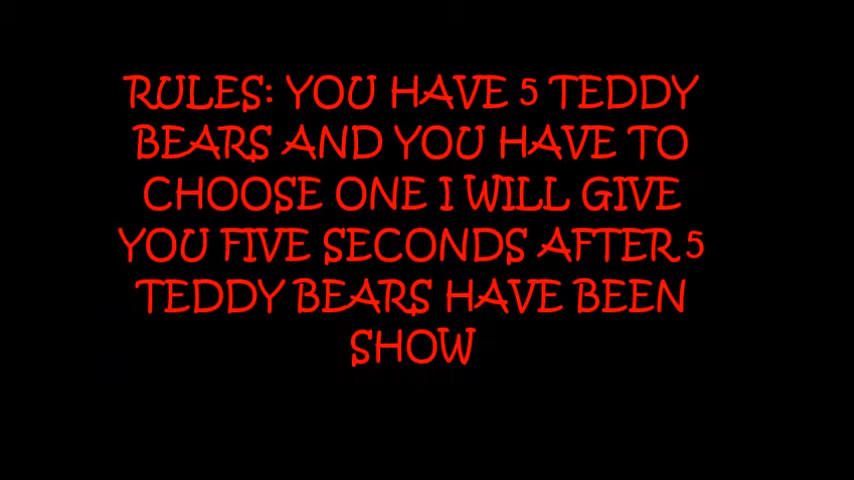 RULES: YOU HAVE 5 TEDDY
BEARS AND YOU HAVE TO
CHOOSE ONE I WILL GIVE
YOU FIVE SECONDS AFTER 5
TEDDY BEARS HAVE BEEN
SHOW